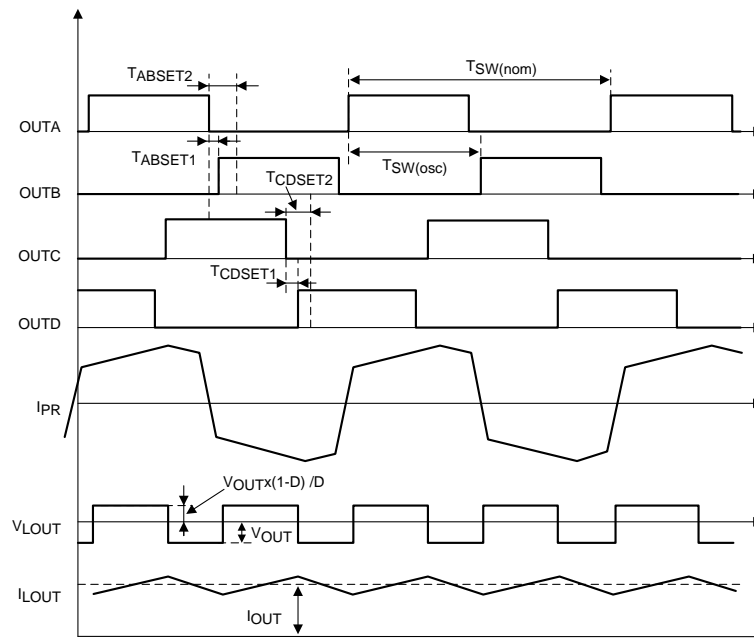 TABSET2
TSW(nom)
OUTA
TABSET1
TSW(osc)
OUTB
TCDSET2
OUTC
TCDSET1
OUTD
IPR
VOUTx(1-D) /D
VLOUT
VOUT
ILOUT
IOUT